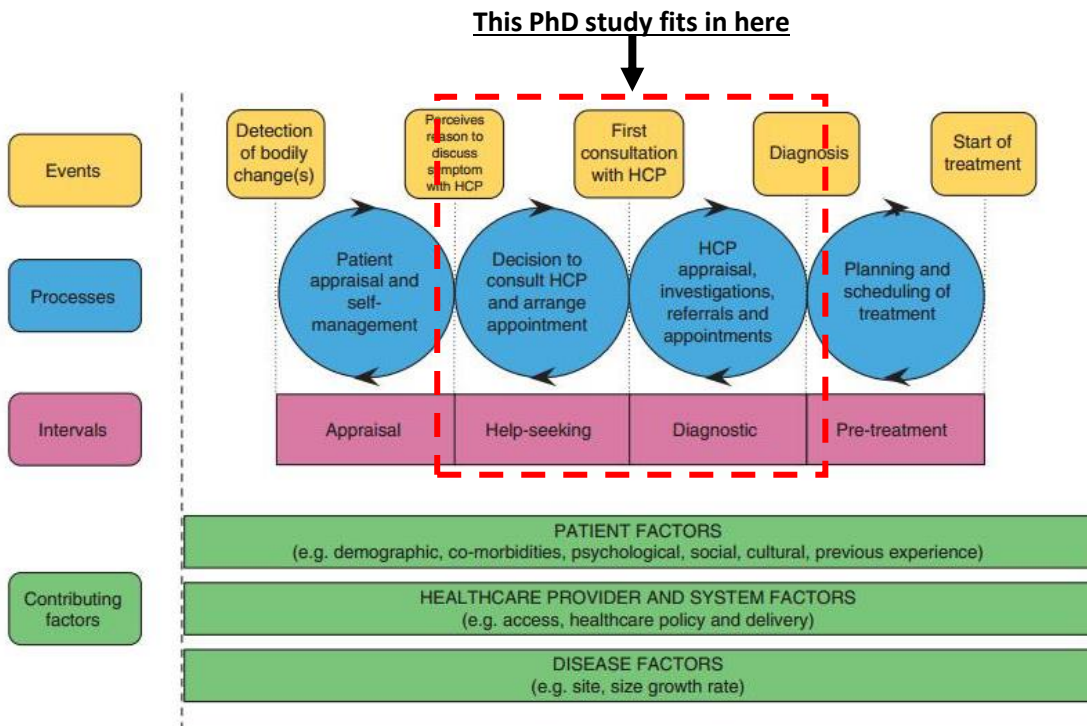 This PhD study fits in here
Events
Detection
of bodily
change(s)
Perceives
reason to
discuss
symptom
with HCP
First
consultation
with HCP
Diagnosis
Start of
treatment
Processes
Patient
appraisal and
self-
management
Decision to
consult HCP
and arrange
appointment
HCP
appraisal,
investigations,
referrals and
appointments
Planning and
scheduling of
treatment
Intervals
Appraisal
Help-seeking
Diagnostic
Pre-treatment
Contributing
factors
PATIENT FACTORS
(e.g. demographic, co-morbidities, psychological, social, cultural, previous experience)
HEALTHCARE PROVIDER AND SYSTEM FACTORS
(e.g. access, healthcare policy and delivery)
DISEASE FACTORS
(e.g. site, size growth rate)